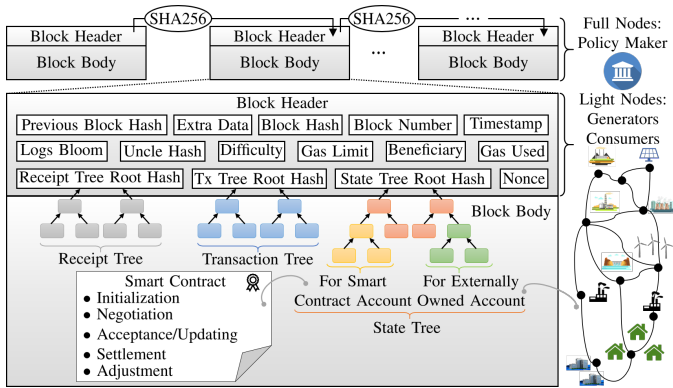 SHA256
SHA256
...
Block Header
Block Header
Block Header
Block Body
Block Body
...
Block Body
Full Nodes:
Policy Maker
Block Header
Previous Block Hash
Extra Data
Block Hash
Block Number
Timestamp
Logs Bloom
Uncle Hash
Difficulty
Gas Limit
Beneficiary
Gas Used
Receipt Tree Root Hash
Tx Tree Root Hash
State Tree Root Hash
Nonce
Light Nodes:
Generators
Consumers
Block Body
Receipt Tree
Transaction Tree
For Smart
Contract Account
For Externally
Owned Account
State Tree
Smart Contract
● Initialization
● Negotiation
● Acceptance/Updating
● Settlement
● Adjustment